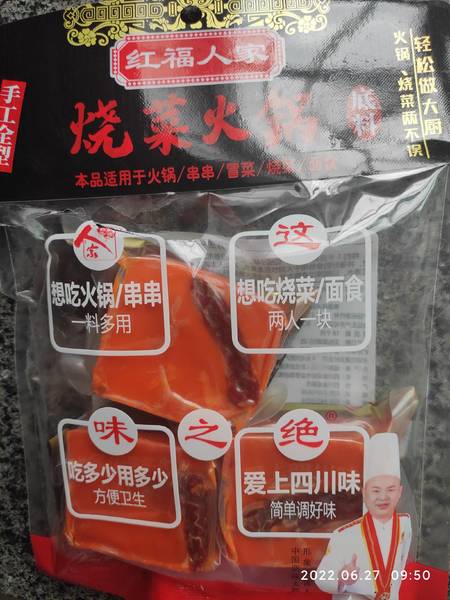 红福人家
烧菜火锅
底料
手工全型
轻松做大厨
火锅、烧菜两不误
本品适用于火锅/串串/冒菜/烧菜/
想吃火锅/串串
一料多用
这
想吃烧菜/面食
两人一块
味
之
绝
®
吃多少用多少
方便卫生
爱上四川味
简单调好味
2022.06.27 09:50